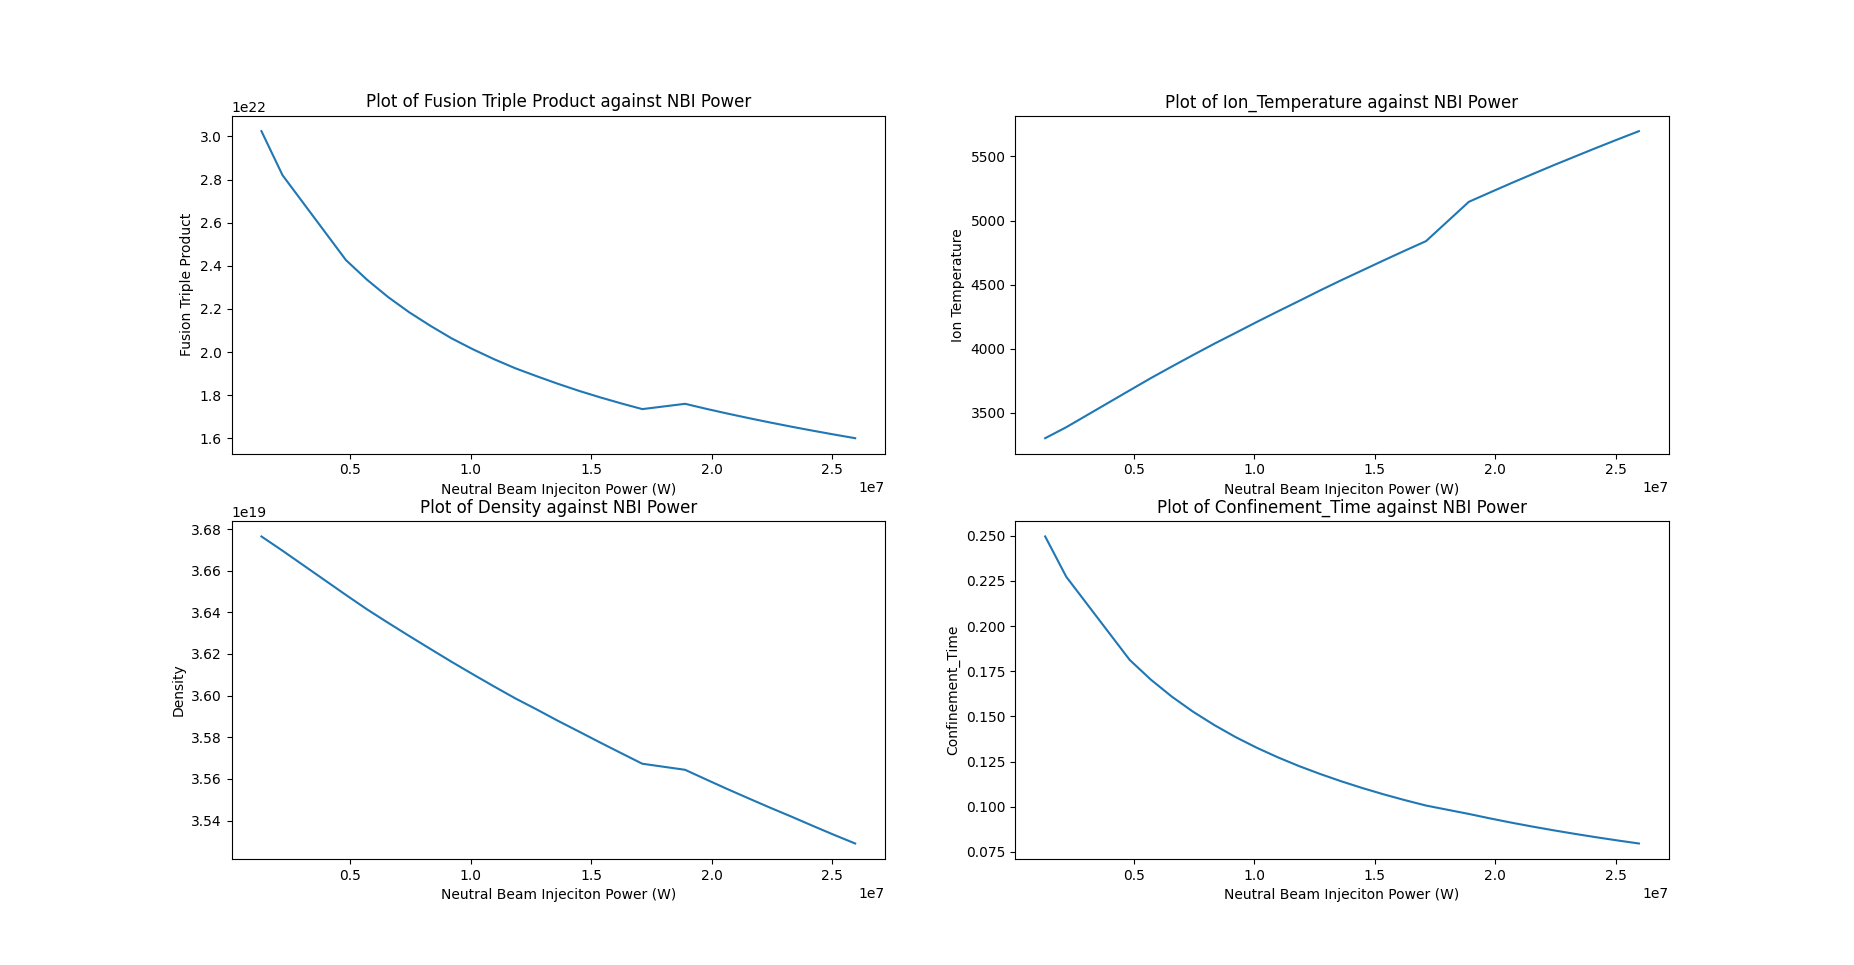 Plot of Fusion Triple Product against NBI Power
1e22
3.0
2.8
2.6
2.4
2.2
2.0
1.8
1.6
Fusion Triple Product
0.5 1.0 1.5 2.0 2.5
1e7
Neutral Beam Injeciton Power (W)
Plot of Ion_Temperature against NBI Power
5500
5000
4500
4000
3500
Ion Temperature
0.5 1.0 1.5 2.0 2.5
1e7
Neutral Beam Injeciton Power (W)
Plot of Density against NBI Power
1e19
3.68
3.66
3.64
3.62
3.60
3.58
3.56
3.54
Density
0.5 1.0 1.5 2.0 2.5
1e7
Neutral Beam Injeciton Power (W)
Plot of Confinement_Time against NBI Power
0.250
0.225
0.200
0.175
0.150
0.125
0.100
0.075
Confinement_Time
0.5 1.0 1.5 2.0 2.5
1e7
Neutral Beam Injeciton Power (W)